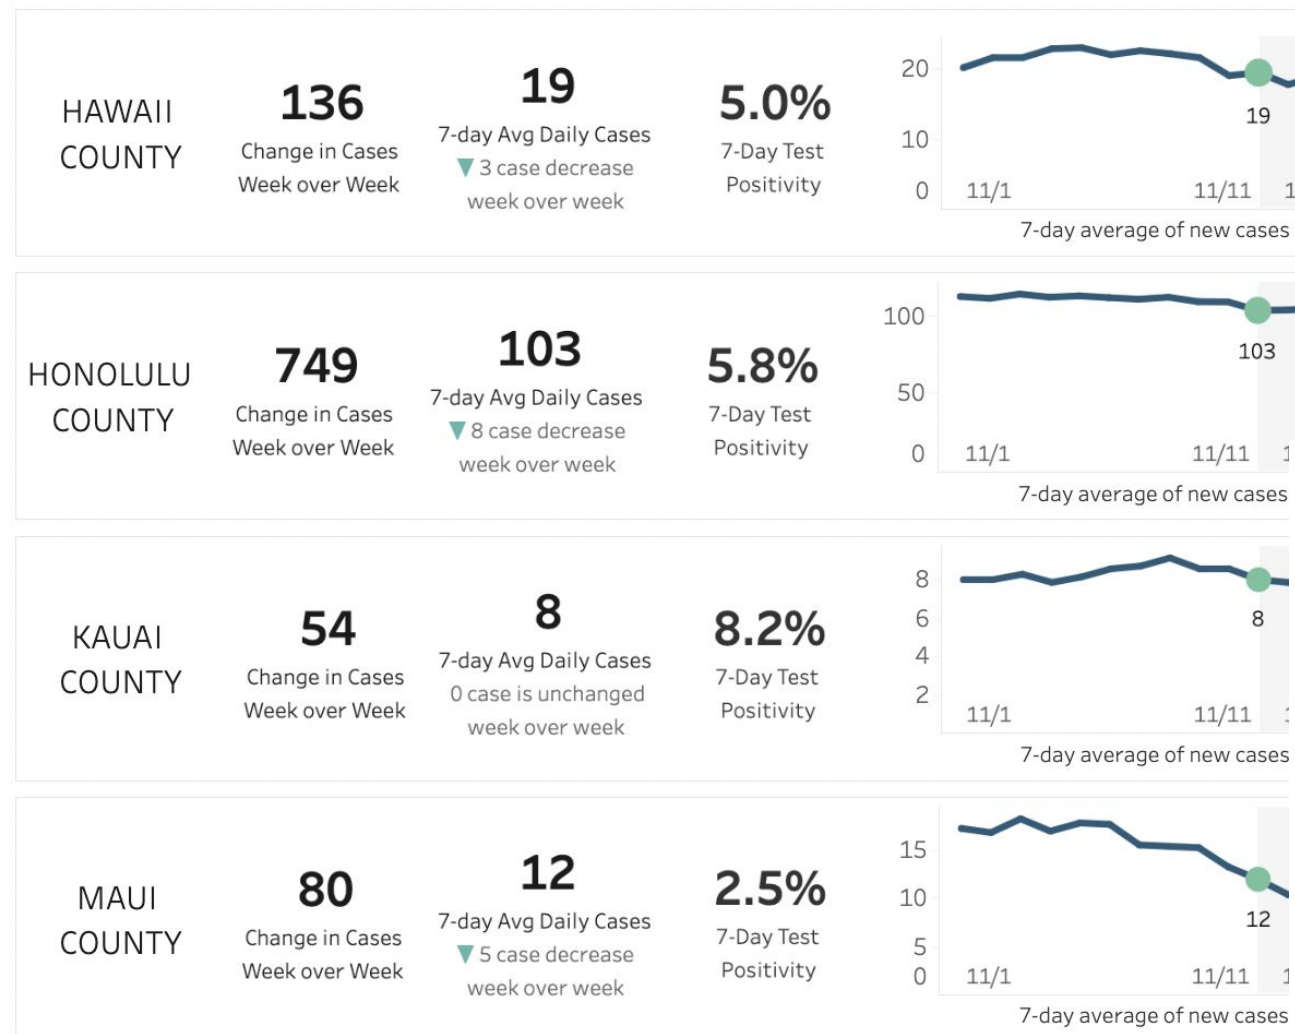 HAWAII
COUNTY
136
Change in Cases
Week over Week
19
7-day Avg Daily Cases
▼ 3 case decrease
week over week
5.0%
7-Day Test
Positivity
20
10
0
19
11/1
11/11
1
7-day average of new cases
HONOLULU
COUNTY
749
Change in Cases
Week over Week
103
7-day Avg Daily Cases
▼ 8 case decrease
week over week
5.8%
7-Day Test
Positivity
100
50
0
103
11/1
11/11
1
7-day average of new cases
KAUAI
COUNTY
54
Change in Cases
Week over Week
8
7-day Avg Daily Cases
0 case is unchanged
week over week
8.2%
7-Day Test
Positivity
8
6
4
2
8
11/1
11/11
1
7-day average of new cases
MAUI
COUNTY
80
Change in Cases
Week over Week
12
7-day Avg Daily Cases
▼ 5 case decrease
week over week
2.5%
7-Day Test
Positivity
15
10
5
0
12
11/1
11/11
1
7-day average of new cases